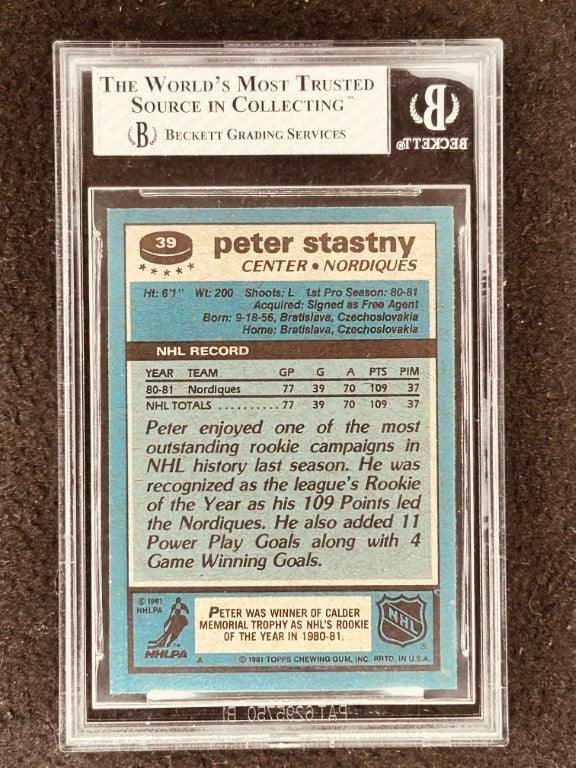 THE WORLD'S MOST TRUSTED
SOURCE IN COLLECTING™
B BECKETT GRADING SERVICES
B
BECKETT®
39
peter stastny
CENTER • NORDIQUES
Ht: 6'1" Wt: 200 Shoots: L 1st Pro Season: 80-81
Acquired: Signed as Free Agent
Born: 9-18-56, Bratislava, Czechoslovakia
Home: Bratislava, Czechoslovakia
NHL RECORD
YEAR TEAM GP G A PTS PIM
80-81 Nordiques 77 39 70 109 37
NHL TOTALS .......... 77 39 70 109 37
Peter enjoyed one of the most
outstanding rookie campaigns in
NHL history last season. He was
recognized as the league's Rookie
of the Year as his 109 Points led
the Nordiques. He also added 11
Power Play Goals along with 4
Game Winning Goals.
© 1981
NHLPA
NHLPA
PETER WAS WINNER OF CALDER
MEMORIAL TROPHY AS NHL'S ROOKIE
OF THE YEAR IN 1980-81.
NHL
®
A © 1981 TOPPS CHEWING GUM, INC. PRTD. IN U.S.A.